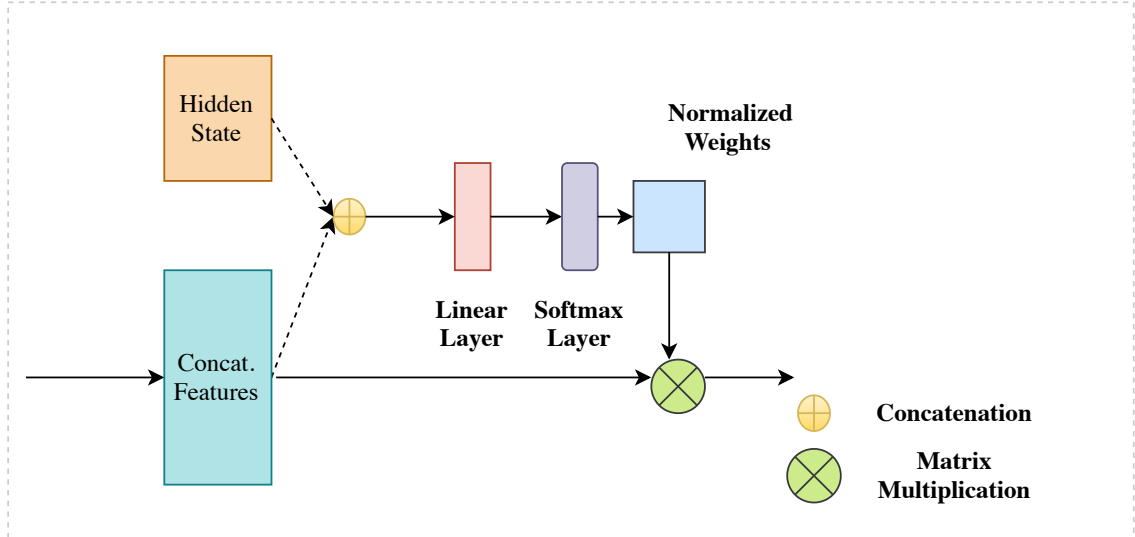 Hidden
State
Normalized
Weights
Linear
Layer
Softmax
Layer
Concat.
Features
Concatenation
Matrix
Multiplication